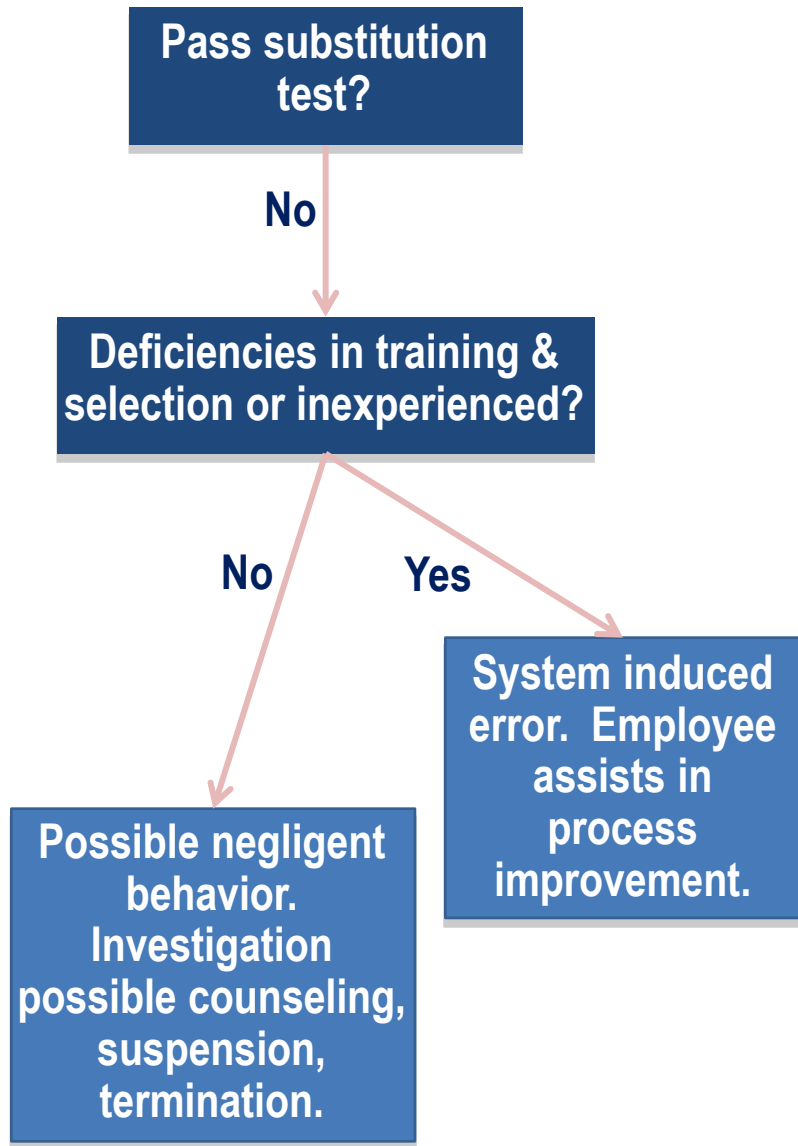 Pass substitution
test?
No
Deficiencies in training &
selection or inexperienced?
No
Yes
System induced
error.  Employee
assists in
process
improvement.
Possible negligent
behavior.
Investigation
possible counseling,
suspension,
termination.